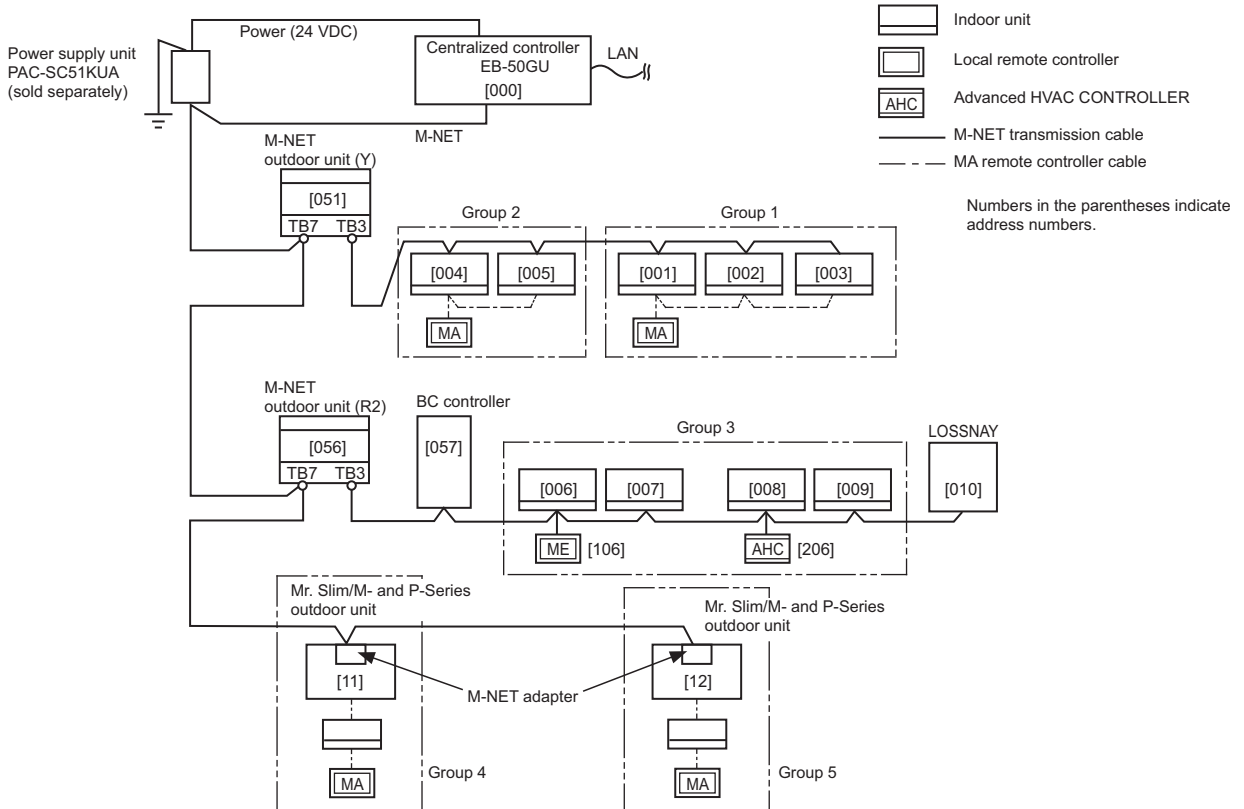 Power (24 VDC)
Power supply unit
PAC-SC51KUA
(sold separately)
Centralized controller
EB-50GU
[000]
LAN
M-NET
Indoor unit
Local remote controller
AHC
Advanced HVAC CONTROLLER
M-NET transmission cable
MA remote controller cable
Numbers in the parentheses indicate
address numbers.
M-NET
outdoor unit (Y)
[051]
TB7 TB3
Group 2
[004] [005]
MA
Group 1
[001] [002] [003]
MA
M-NET
outdoor unit (R2)
[056]
TB7 TB3
BC controller
[057]
Group 3
[006] [007] [008] [009]
ME [106]
AHC [206]
LOSSNAY
[010]
Mr. Slim/M- and P-Series
outdoor unit
[11]
MA
Group 4
M-NET adapter
Mr. Slim/M- and P-Series
outdoor unit
[12]
MA
Group 5